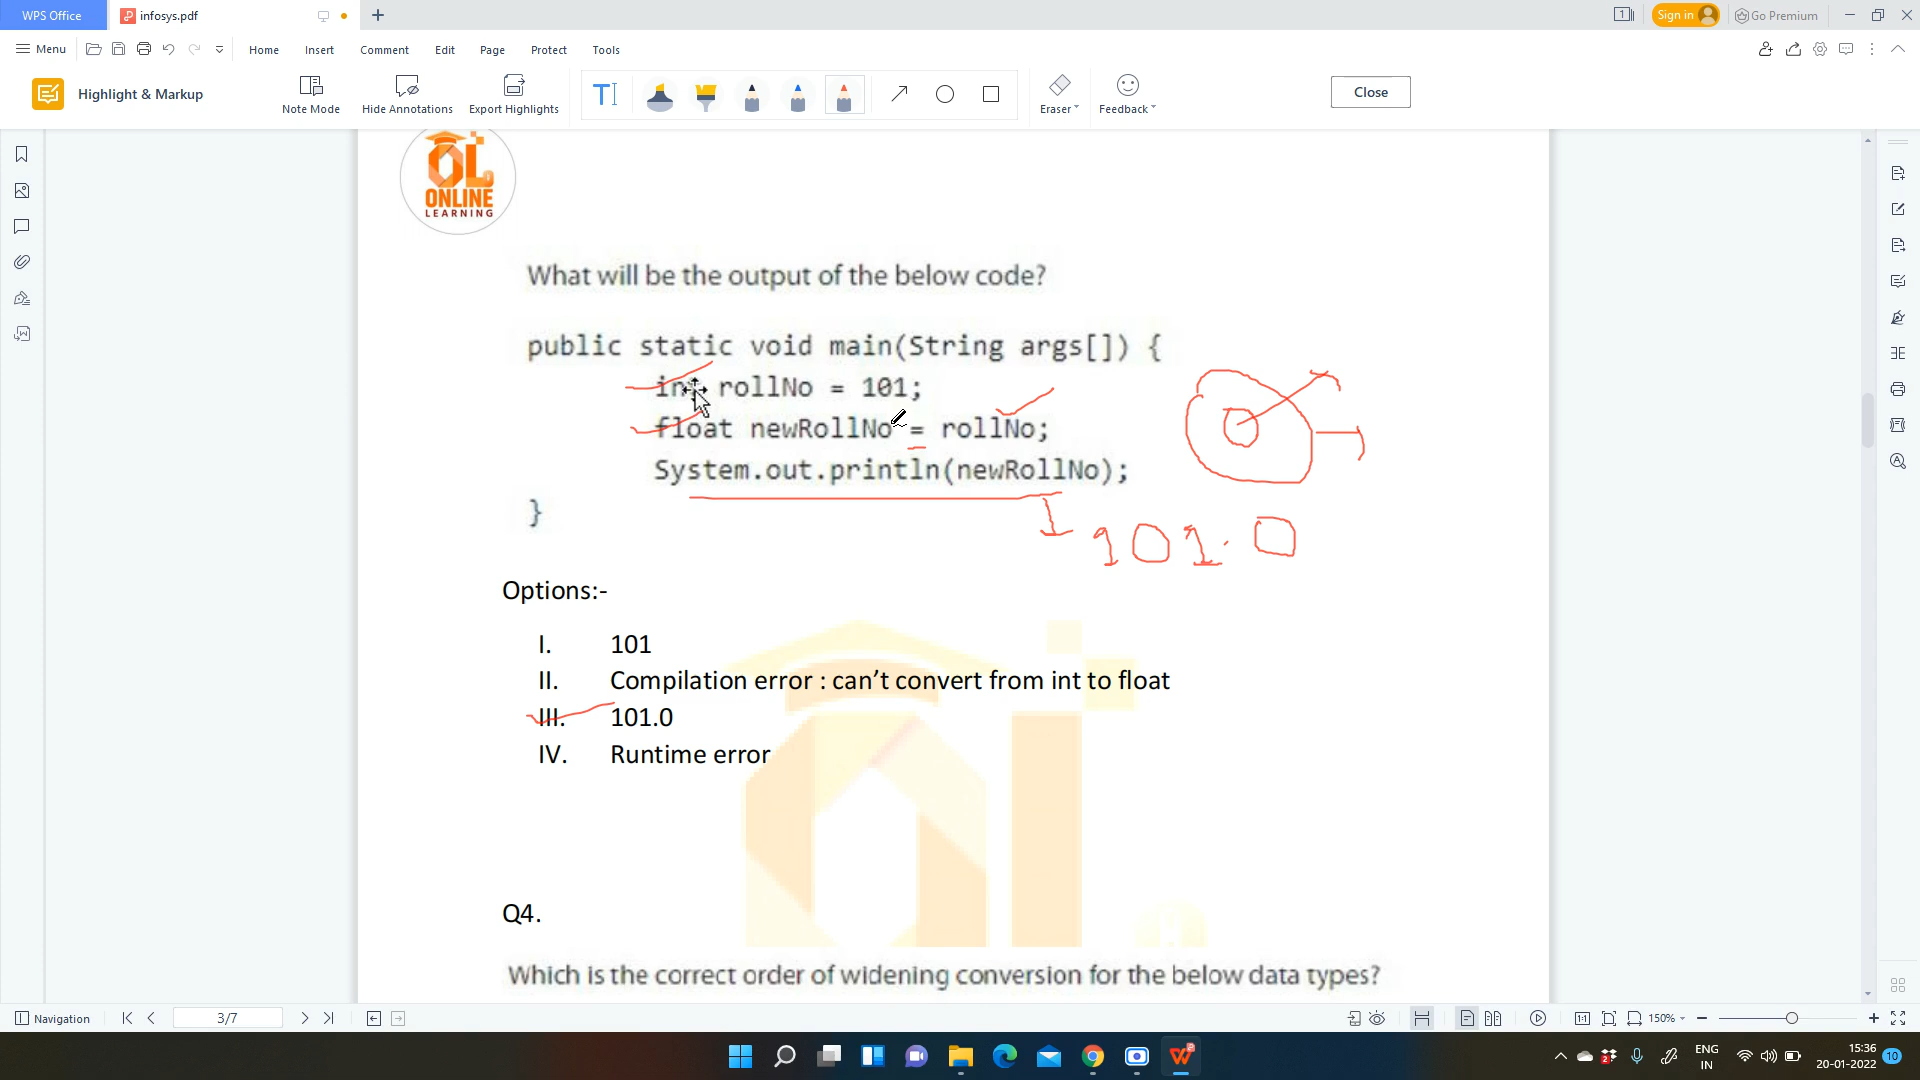 WPS Office
infosys.pdf
1
Sign in
Go Premium
Menu
Home
Insert
Comment
Edit
Page
Protect
Tools
Highlight & Markup
Note Mode
Hide Annotations
Export Highlights
T
Eraser
Feedback
Close
OL
ONLINE
LEARNING
What will be the output of the below code?
public static void main(String args[]) {
int rollNo = 101;
float newRollNo = rollNo;
System.out.println(newRollNo);
}
101.0
Options:-
I. 101
II. Compilation error : can’t convert from int to float
III. 101.0
IV. Runtime error
Q4.
Which is the correct order of widening conversion for the below data types?
Navigation
3/7
1:1
150%
ENG
IN
15:36
20-01-2022
10